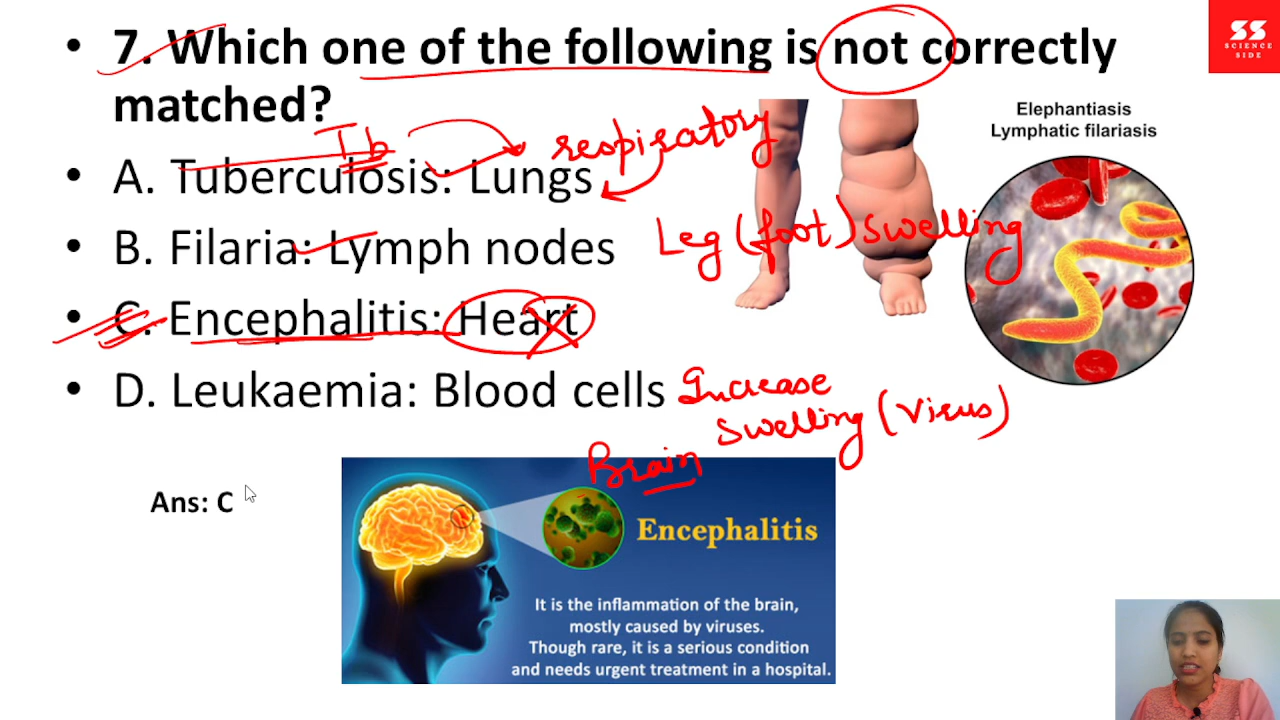 SS
SCIENCE
SIDE
• 7. Which one of the following is not correctly
matched?
Elephantiasis
Lymphatic filariasis
Tb
respiratory
• A. Tuberculosis: Lungs
Leg (foot) swelling
• B. Filaria: Lymph nodes
• C. Encephalitis: Heart
• D. Leukaemia: Blood cells
Increase
swelling (virus)
Brain
Ans: C
Encephalitis
It is the inflammation of the brain,
mostly caused by viruses.
Though rare, it is a serious condition
and needs urgent treatment in a hospital.